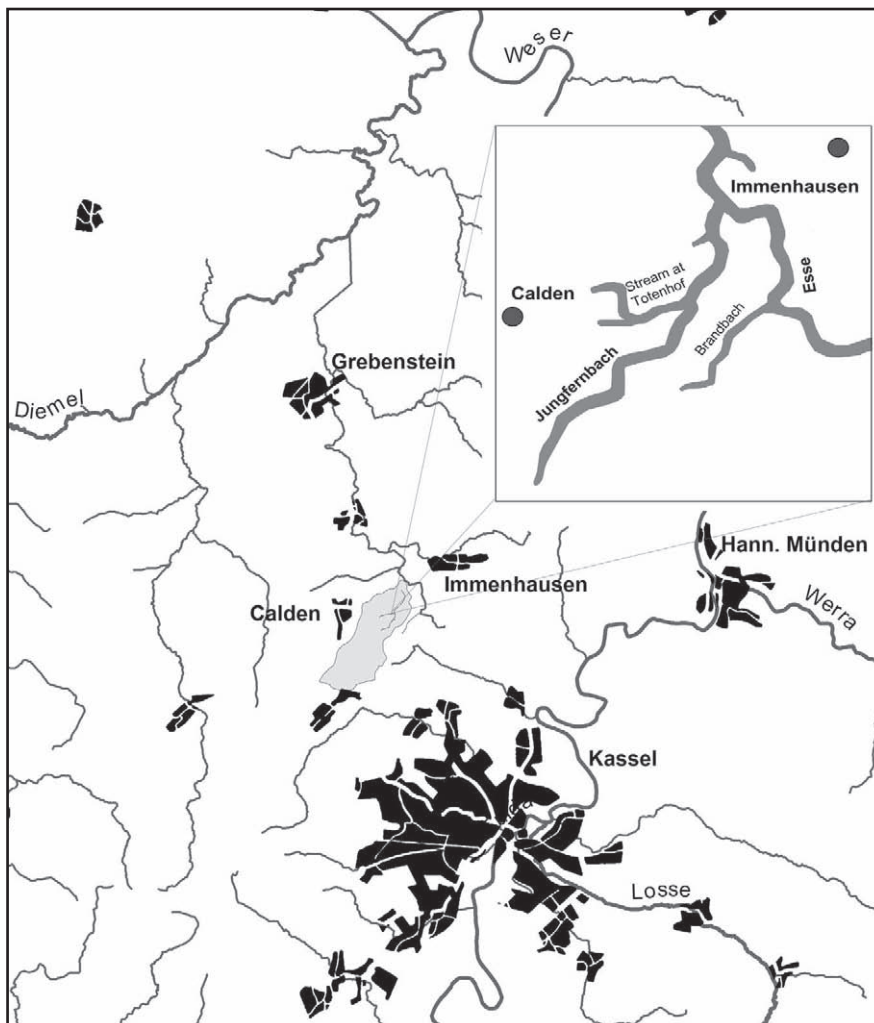 Weser
Immenhausen
Stream at
Totenhof
Esse
Calden
Brandbach
Jungfernbach
Grebenstein
Diemel
Hann. Münden
Immenhausen
Calden
Werra
Kassel
Losse